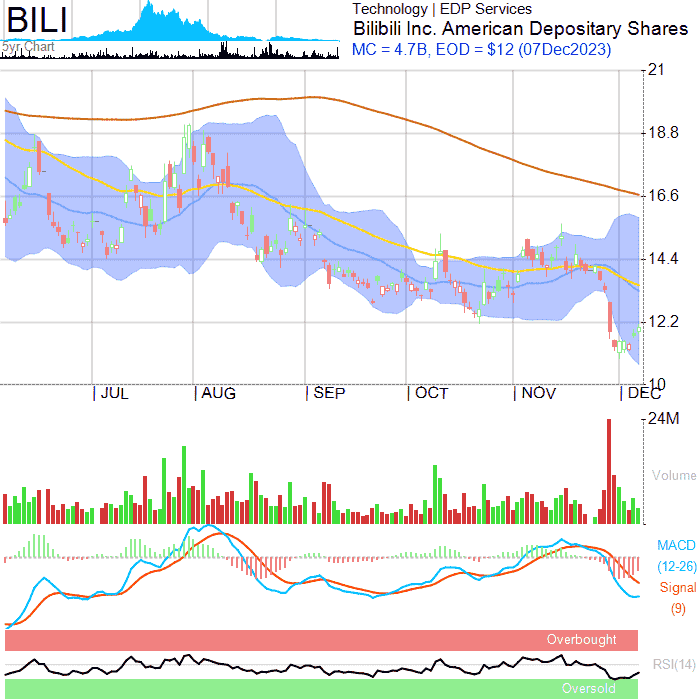 BILI
Technology | EDP Services
Bilibili Inc. American Depositary Shares
MC = 4.7B, EOD = $12 (07Dec2023)
5yr Chart
21
18.8
16.6
14.4
12.2
10
JUL AUG SEP OCT NOV DEC
24M
Volume
MACD
(12-26)
Signal
(9)
Overbought
RSI(14)
Oversold